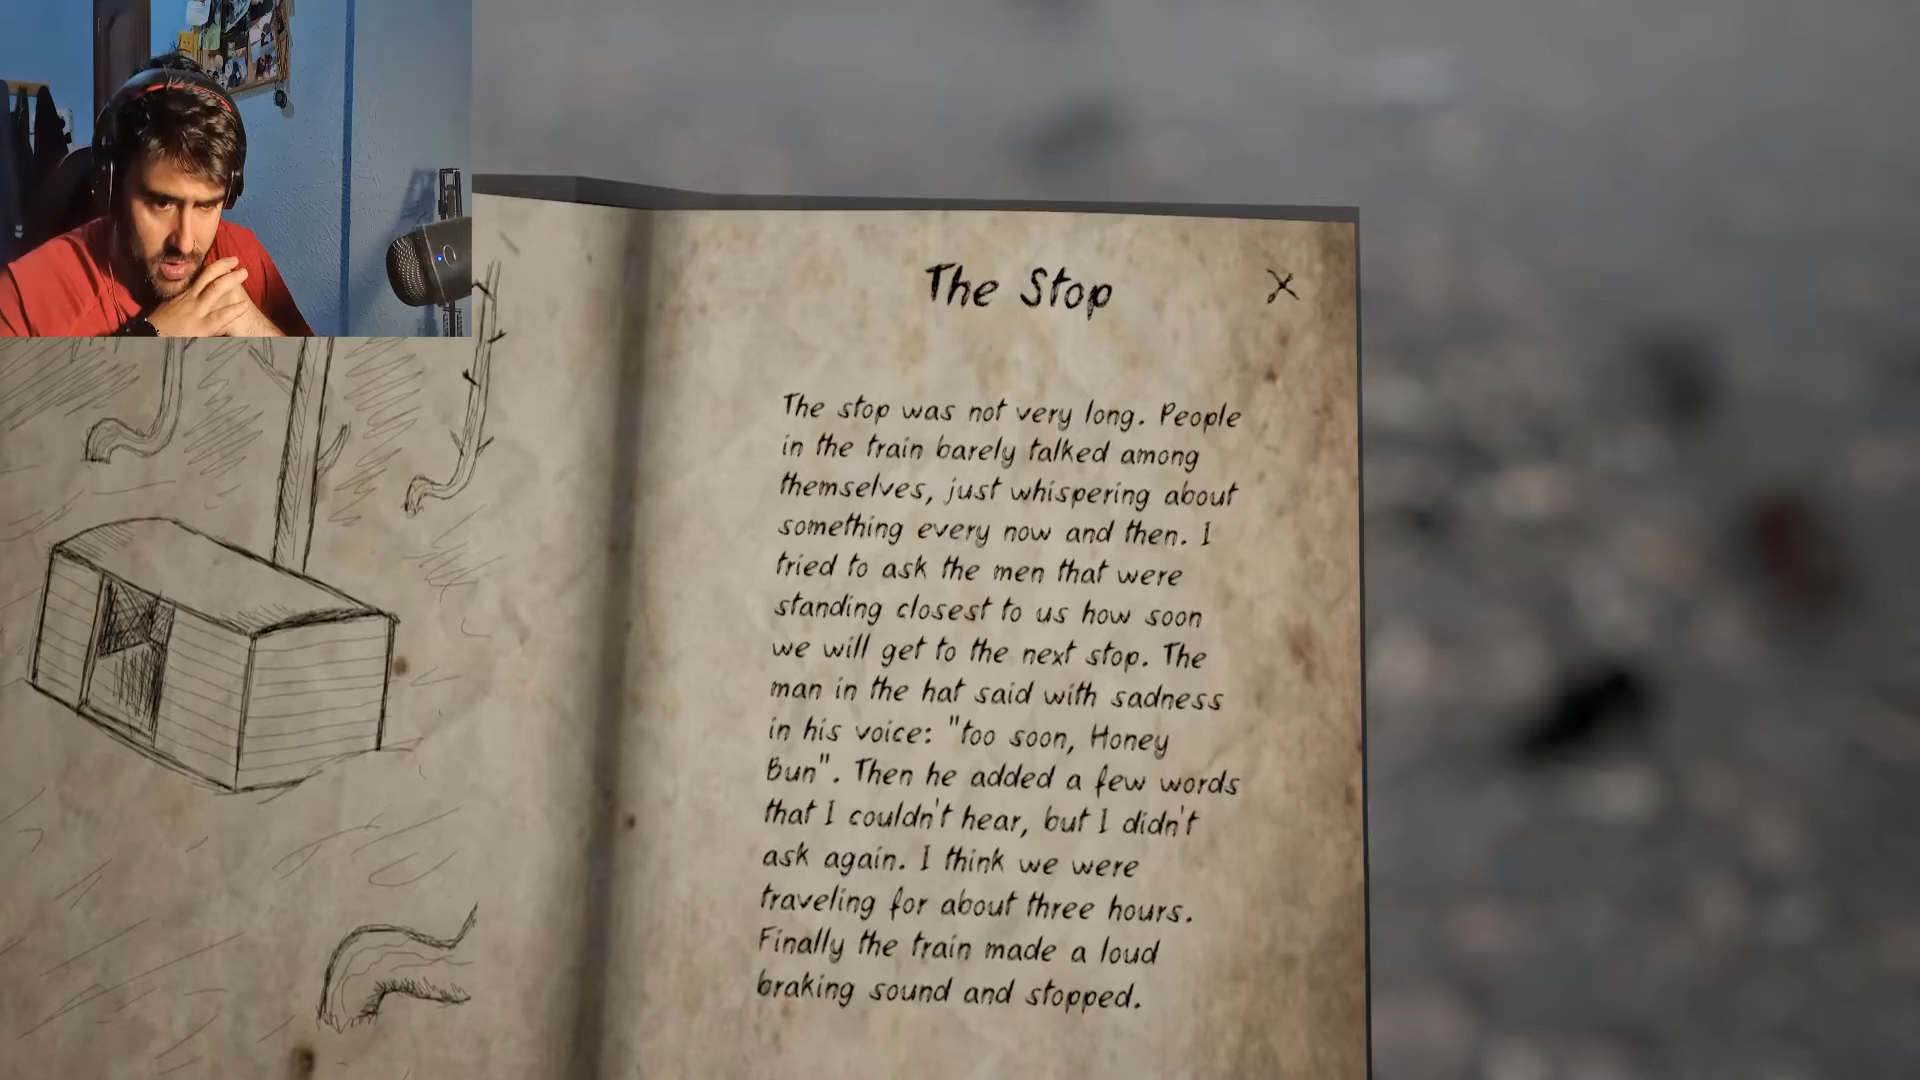 The Stop
X
The stop was not very long. People
in the train barely talked among
themselves, just whispering about
something every now and then. I
tried to ask the men that were
standing closest to us how soon
we will get to the next stop. The
man in the hat said with sadness
in his voice: "too soon, Honey
Bun". Then he added a few words
that I couldn't hear, but I didn't
ask again. I think we were
traveling for about three hours.
Finally the train made a loud
braking sound and stopped.